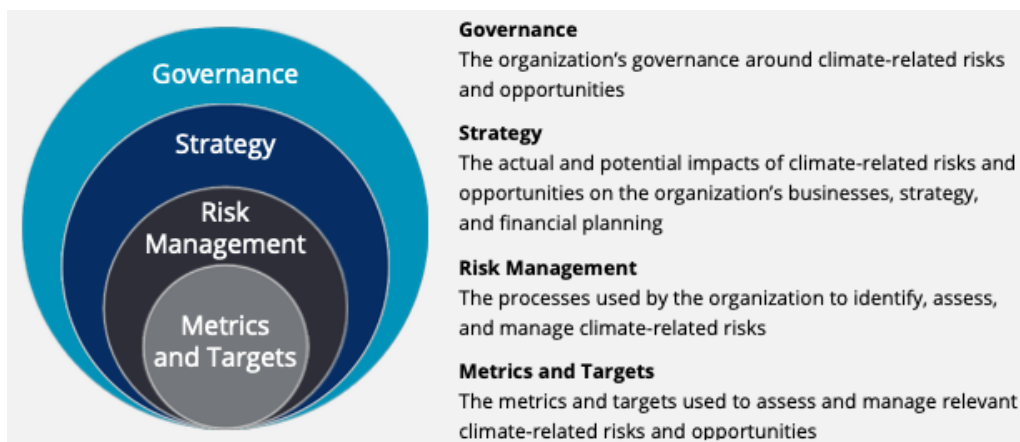 Governance
Strategy
Risk
Management
Metrics
and Targets
Governance
The organization’s governance around climate-related risks
and opportunities
Strategy
The actual and potential impacts of climate-related risks and
opportunities on the organization’s businesses, strategy,
and financial planning
Risk Management
The processes used by the organization to identify, assess,
and manage climate-related risks
Metrics and Targets
The metrics and targets used to assess and manage relevant
climate-related risks and opportunities